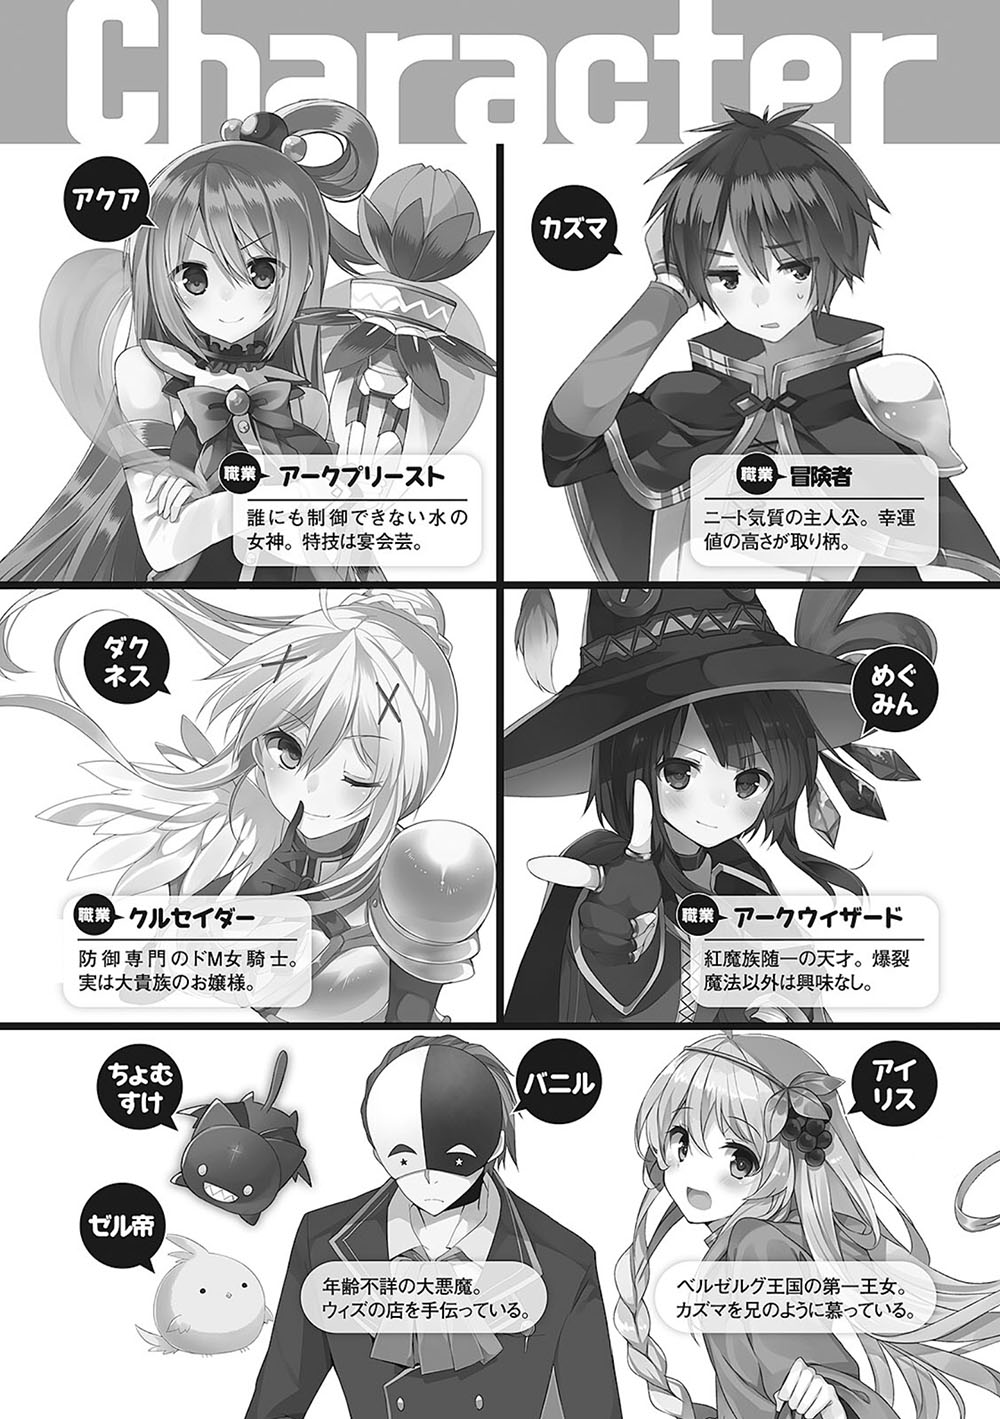 Character
アクア
職業
アークプリースト
誰にも制御できない水の
女神。特技は宴会芸。
カズマ
職業
冒険者
ニート気質の主人公。幸運
値の高さが取り柄。
ダク
ネス
職業
クルセイダー
防御専門のドM女騎士。
実は大貴族のお嬢様。
めぐ
みん
職業
アークウィザード
紅魔族随一の天才。爆裂
魔法以外は興味なし。
ちょむ
すけ
ゼル帝
バニル
年齢不詳の大悪魔。
ウィズの店を手伝っている。
アイ
リス
ベルゼルグ王国の第一王女。
カズマを兄のように慕っている。